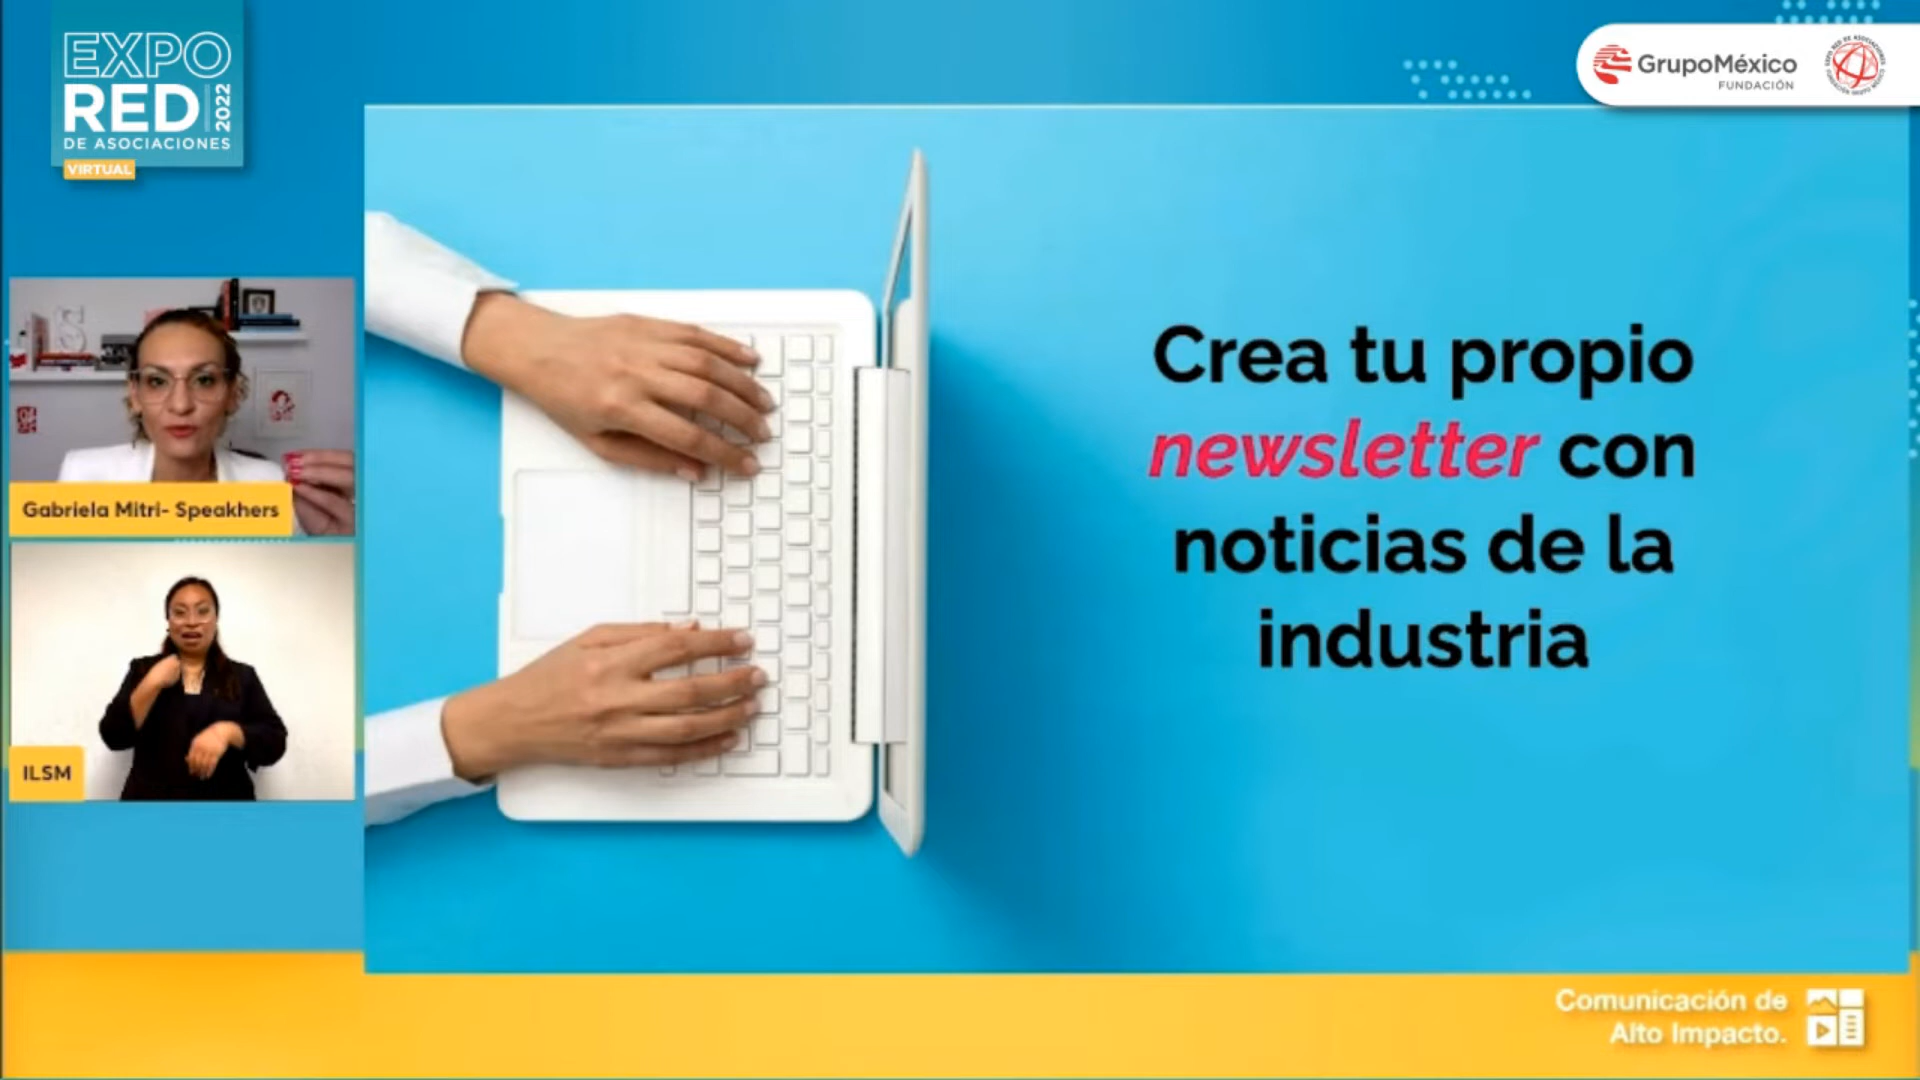 EXPO
RED 2022
DE ASOCIACIONES
VIRTUAL
GrupoMéxico
FUNDACIÓN
Crea tu propio
newsletter con
noticias de la
industria
Gabriela Mitri- Speakhers
ILSM
Comunicación de
Alto Impacto.